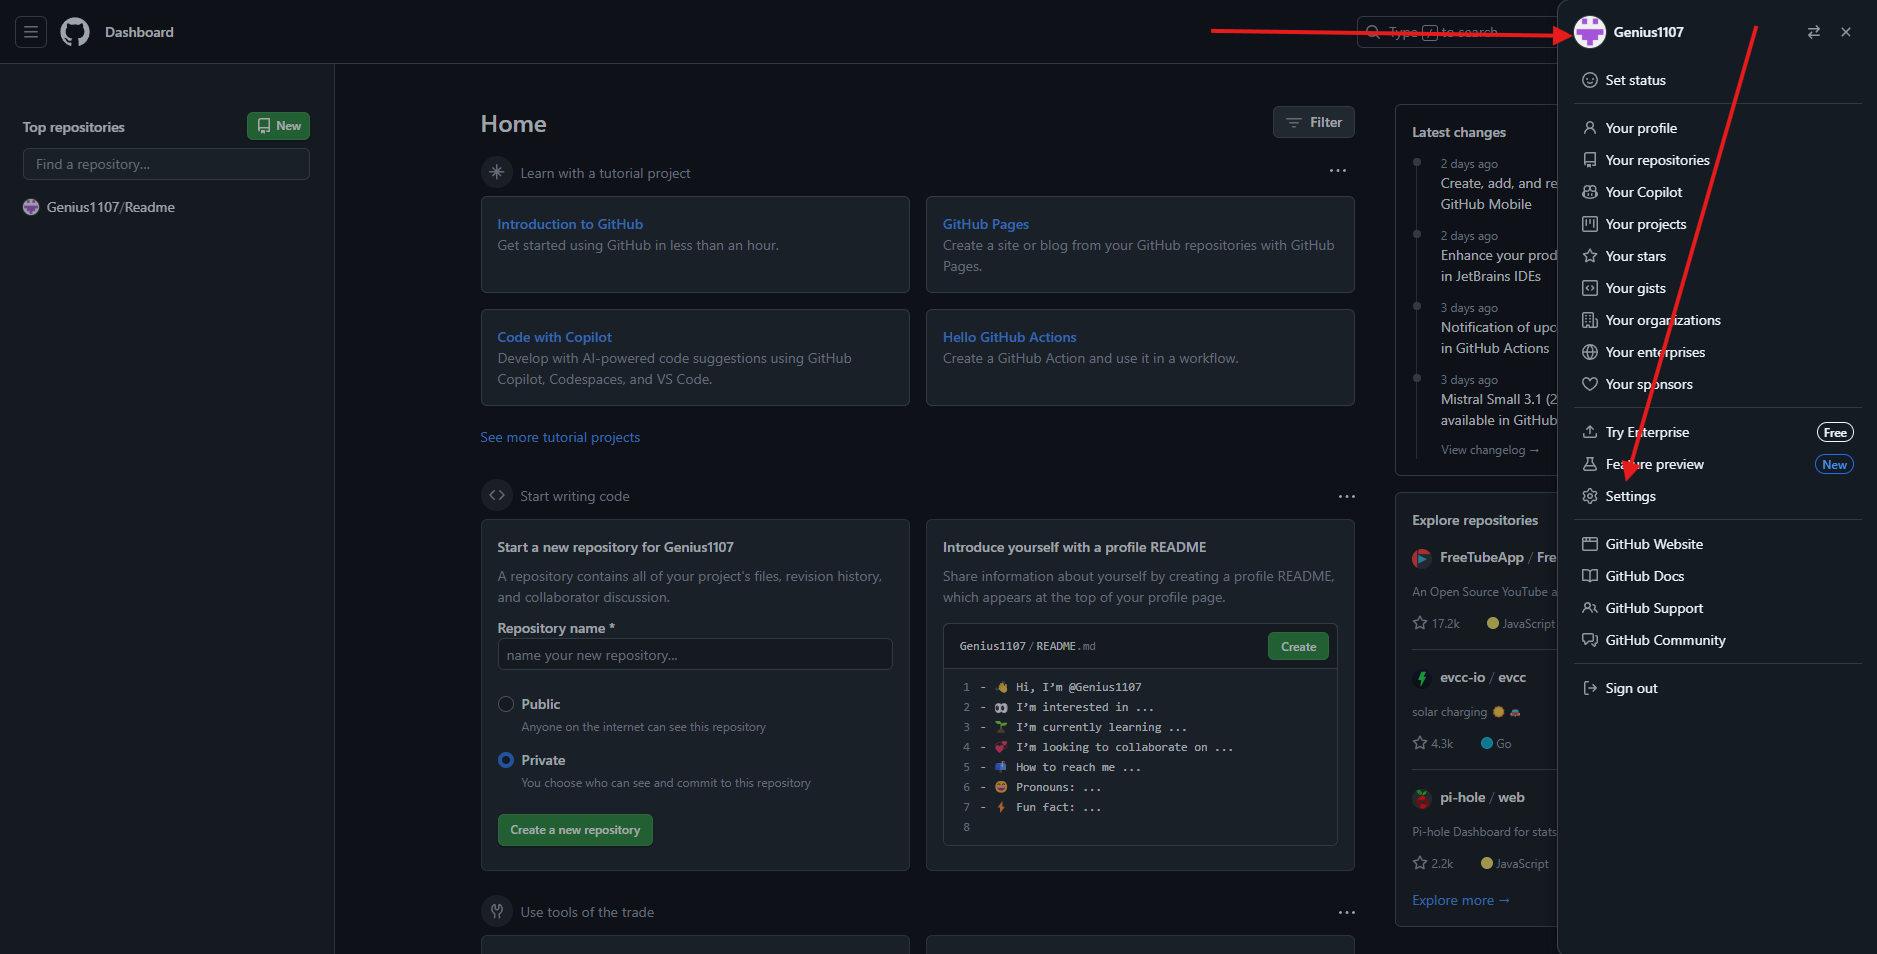 Dashboard
Type / to search
Top repositories
New
Find a repository...
Genius1107/Readme
Home
Filter
Learn with a tutorial project
Introduction to GitHub
Get started using GitHub in less than an hour.
GitHub Pages
Create a site or blog from your GitHub repositories with GitHub
Pages.
Code with Copilot
Develop with AI-powered code suggestions using GitHub
Copilot, Codespaces, and VS Code.
Hello GitHub Actions
Create a GitHub Action and use it in a workflow.
See more tutorial projects
Start writing code
Start a new repository for Genius1107
A repository contains all of your project's files, revision history,
and collaborator discussion.
Repository name *
name your new repository...
Public
Anyone on the internet can see this repository
Private
You choose who can see and commit to this repository
Create a new repository
Introduce yourself with a profile README
Share information about yourself by creating a profile README,
which appears at the top of your profile page.
Genius1107/README.md
Create
1 - 👋 Hi, I’m @Genius1107
2 - 👀 I’m interested in ...
3 - 🌱 I’m currently learning ...
4 - 💞️ I’m looking to collaborate on ...
5 - 📫 How to reach me ...
6 - 😄 Pronouns: ...
7 - ⚡ Fun fact: ...
8
Use tools of the trade
Latest changes
2 days ago
Create, add, and re
GitHub Mobile
2 days ago
Enhance your prod
in JetBrains IDEs
3 days ago
Notification of upc
in GitHub Actions
3 days ago
Mistral Small 3.1 (2
available in GitHub
View changelog →
Explore repositories
FreeTubeApp / Fre
An Open Source YouTube a
17.2k JavaScript
evcc-io / evcc
solar charging ☀️🚘
4.3k Go
pi-hole / web
Pi-hole Dashboard for stats
2.2k JavaScript
Explore more →
Genius1107
Set status
Your profile
Your repositories
Your Copilot
Your projects
Your stars
Your gists
Your organizations
Your enterprises
Your sponsors
Try Enterprise
Free
Feature preview
New
Settings
GitHub Website
GitHub Docs
GitHub Support
GitHub Community
Sign out